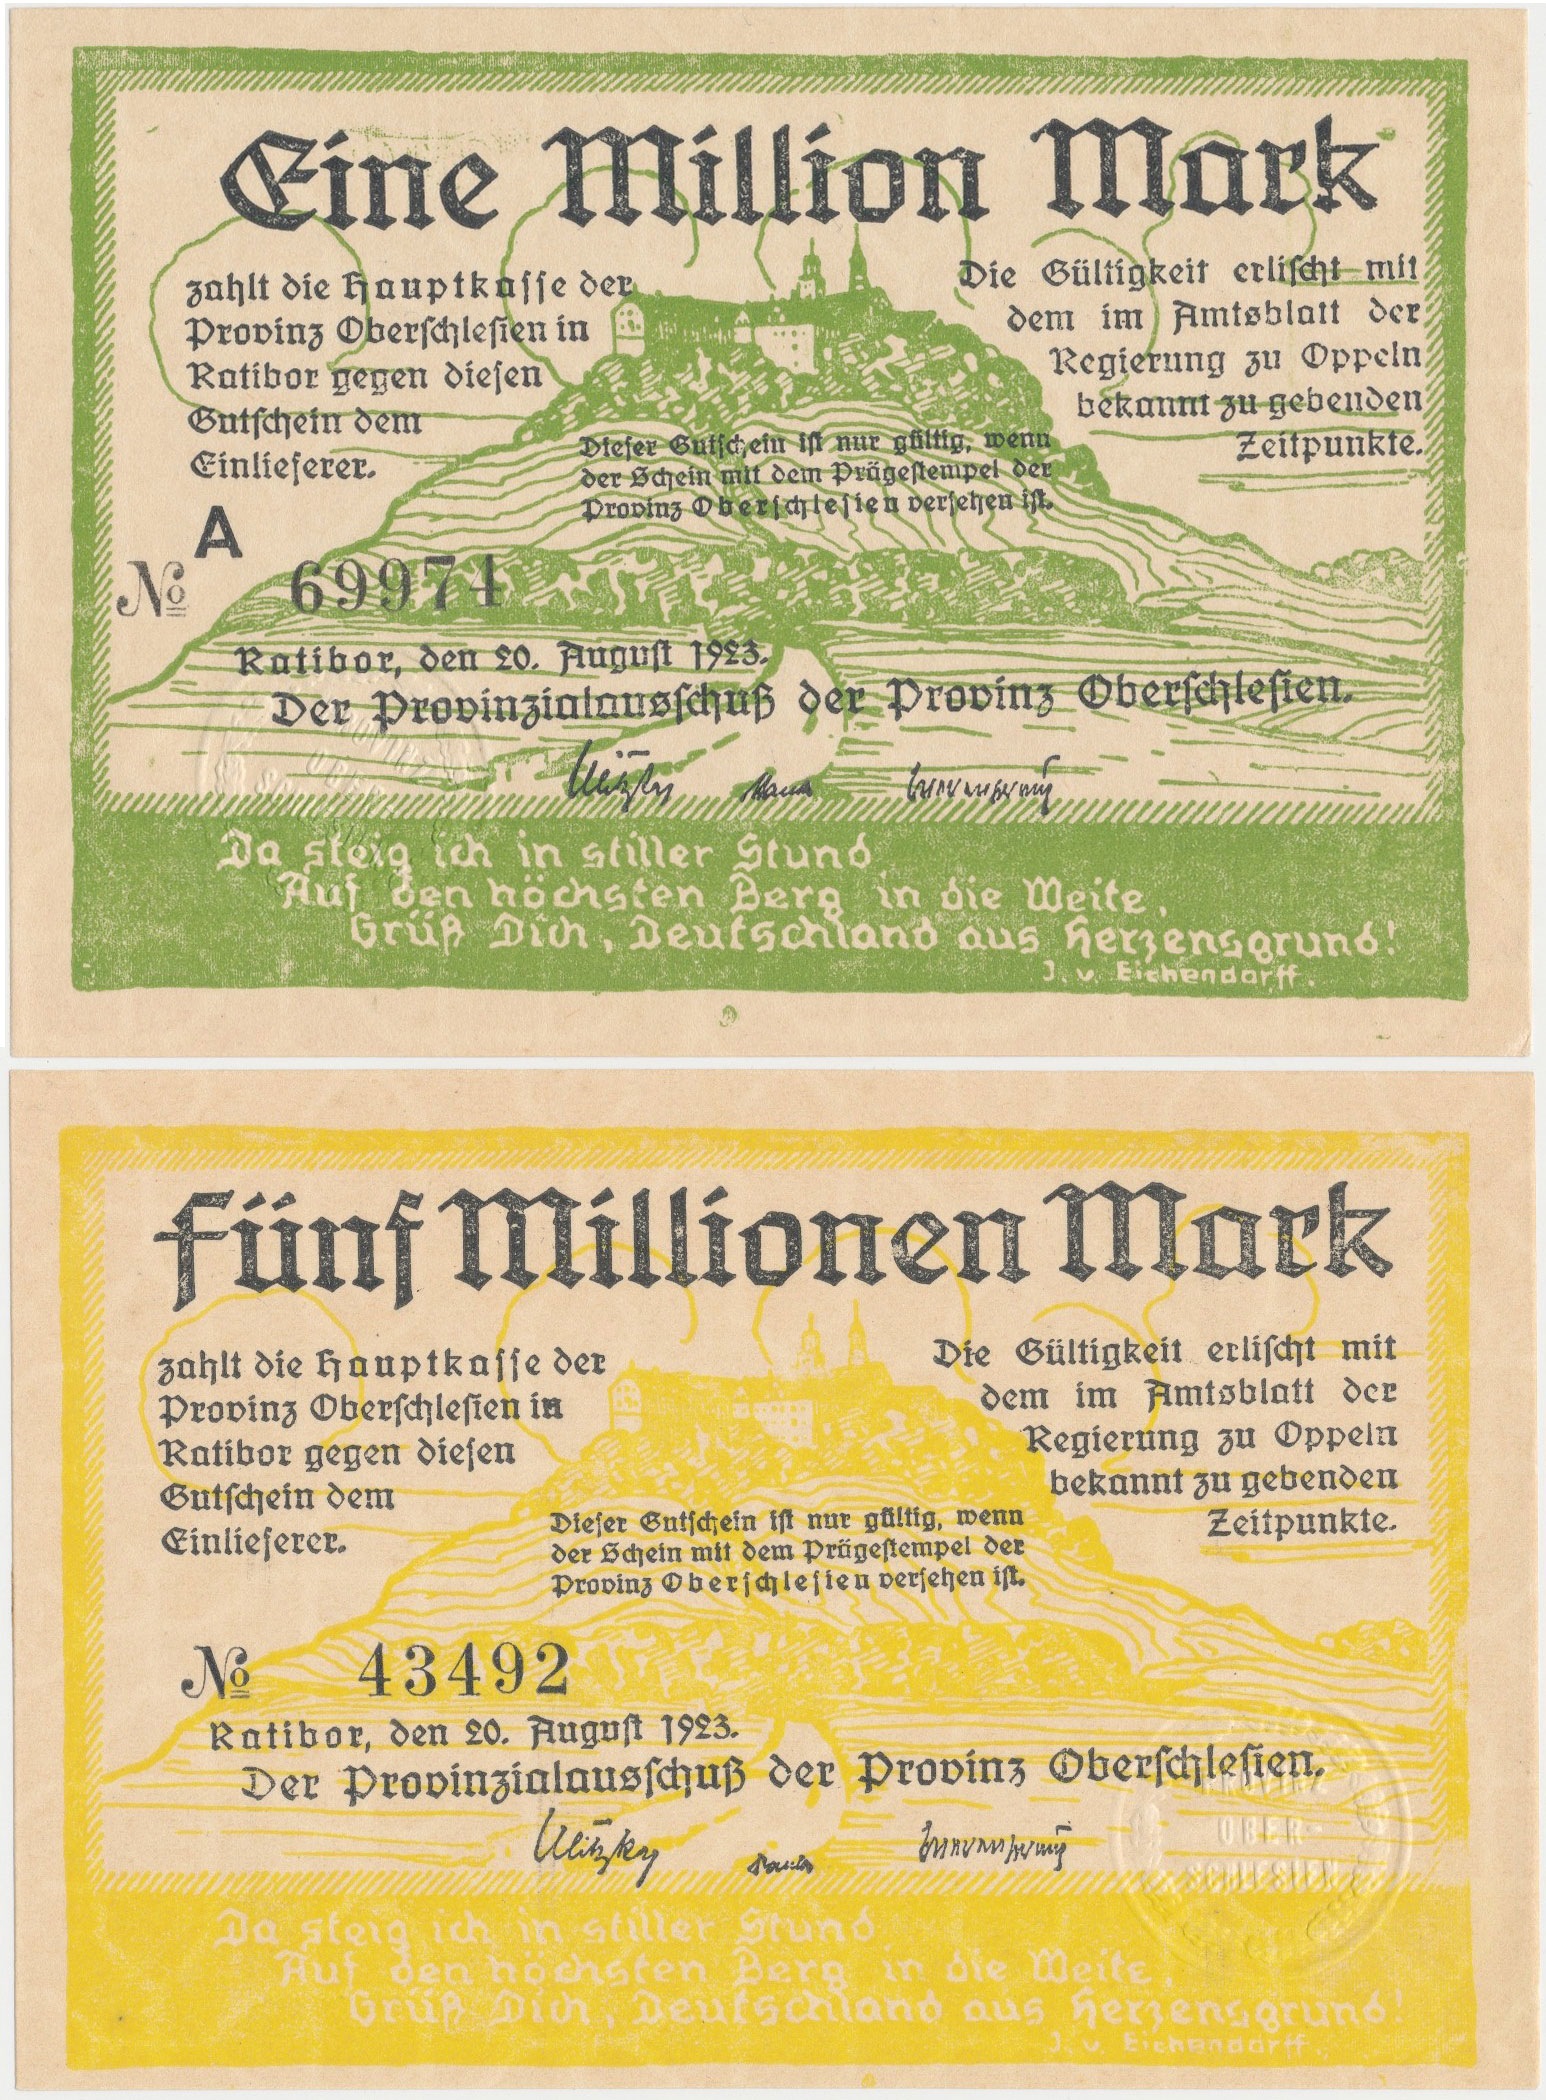 Eine Million Mark
zahlt die Hauptkasse der
Provinz Oberschlesien in
Ratibor gegen diesen
Gutschein dem
Einlieferer.
Die Gültigkeit erlischt mit
dem im Amtsblatt der
Regierung zu Oppeln
bekannt zu gebenden
Zeitpunkte.
Dieser Gutschein ist nur gültig, wenn
der Schein mit dem Prägestempel der
Provinz Oberschlesien versehen ist.
A
No 69974
Ratibor, den 20. August 1923.
Der Provinzialausschuß der Provinz Oberschlesien.
PROVINZ
OBER-
Da steig ich in stiller Stund
Auf den höchsten Berg in die Weite,
Grüß Dich, Deutschland aus Herzensgrund!
J. v. Eichendorff.
Fünf Millionen Mark
zahlt die Hauptkasse der
Provinz Oberschlesien in
Ratibor gegen diesen
Gutschein dem
Einlieferer.
Die Gültigkeit erlischt mit
dem im Amtsblatt der
Regierung zu Oppeln
bekannt zu gebenden
Zeitpunkte.
Dieser Gutschein ist nur gültig, wenn
der Schein mit dem Prägestempel der
Provinz Oberschlesien versehen ist.
No 43492
Ratibor, den 20. August 1923.
Der Provinzialausschuß der Provinz Oberschlesien.
PROVINZ
OBER-
SCHLESIEN
Da steig ich in stiller Stund
Auf den höchsten Berg in die Weite,
Grüß Dich, Deutschland aus Herzensgrund!
J. v. Eichendorff.